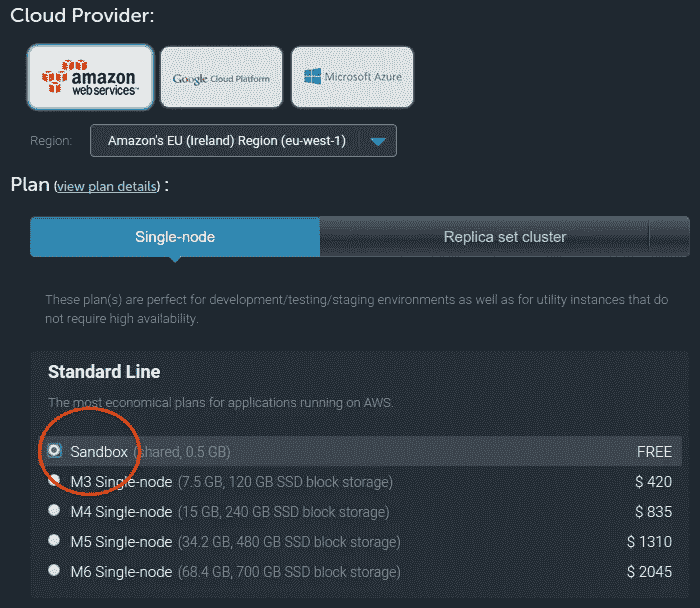 Cloud Provider:
amazon
web services™
Google Cloud Platform
Microsoft Azure
Region:
Amazon's EU (Ireland) Region (eu-west-1)
Plan (view plan details) :
Single-node
Replica set cluster
These plan(s) are perfect for development/testing/staging environments as well as for utility instances that do
not require high availability.
Standard Line
The most economical plans for applications running on AWS.
Sandbox (shared, 0.5 GB) FREE
M3 Single-node (7.5 GB, 120 GB SSD block storage) $ 420
M4 Single-node (15 GB, 240 GB SSD block storage) $ 835
M5 Single-node (34.2 GB, 480 GB SSD block storage) $ 1310
M6 Single-node (68.4 GB, 700 GB SSD block storage) $ 2045